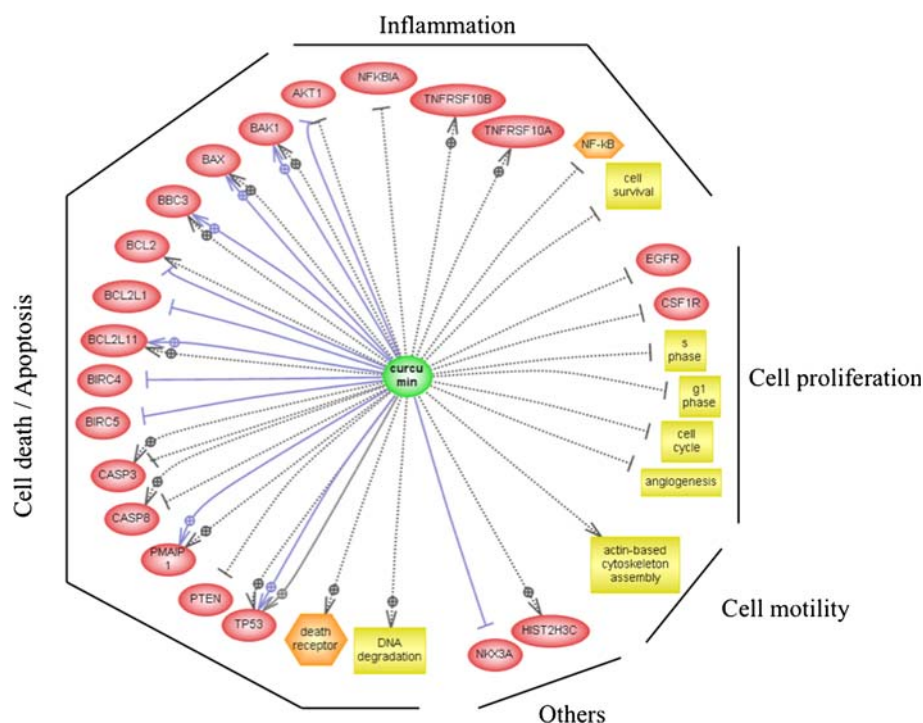 Inflammation
NFKBIA
AKT1
TNFRSF10B
BAK1
TNFRSF10A
NF-kB
BAX
cell
survival
BBC3
BCL2
EGFR
BCL2L1
CSF1R
BCL2L11
s
phase
curcu
min
BIRC4
g1
phase
Cell proliferation
BIRC5
cell
cycle
Cell death / Apoptosis
CASP3
angiogenesis
CASP8
PMAIP
1
actin-based
cytoskeleton
assembly
PTEN
TP53
death
receptor
DNA
degradation
HIST2H3C
NKX3A
Cell motility
Others